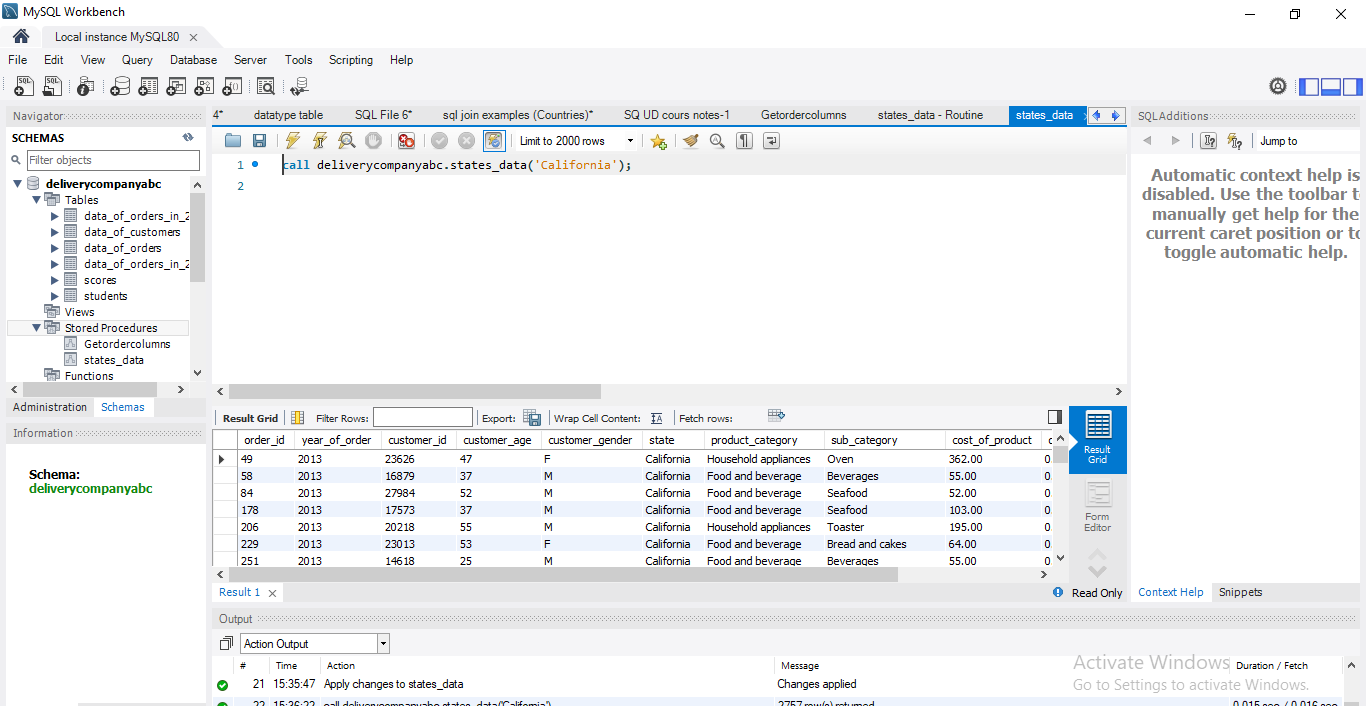 MySQL Workbench
Local instance MySQL80
File Edit View Query Database Server Tools Scripting Help
Navigator
SCHEMAS
Filter objects
deliverycompanyabc
Tables
data_of_orders_in_2
data_of_customers
data_of_orders
data_of_orders_in_2
scores
students
Views
Stored Procedures
Getordercolumns
states_data
Functions
Administration Schemas
Information
Schema:
deliverycompanyabc
4* datatype table SQL File 6* sql join examples (Countries)* SQ UD cours notes-1 Getordercolumns states_data - Routine states_data
Limit to 2000 rows
1 call deliverycompanyabc.states_data('California');
2
Result Grid Filter Rows: Export: Wrap Cell Content: Fetch rows:
order_id year_of_order customer_id customer_age customer_gender state product_category sub_category cost_of_product
49 2013 23626 47 F California Household appliances Oven 362.00 0.
58 2013 16879 37 M California Food and beverage Beverages 55.00 0.
84 2013 27984 52 M California Food and beverage Seafood 52.00 0.
178 2013 17573 37 M California Food and beverage Seafood 103.00 0.
206 2013 20218 55 M California Household appliances Toaster 195.00 0.
229 2013 23013 53 F California Food and beverage Bread and cakes 64.00 0.
251 2013 14618 25 M California Food and beverage Beverages 55.00 0.
Result Grid
Form Editor
Result 1
Read Only
SQLAdditions
Jump to
Automatic context help is
disabled. Use the toolbar t
manually get help for the
current caret position or to
toggle automatic help.
Context Help Snippets
Output
Action Output
# Time Action Message Duration / Fetch
21 15:35:47 Apply changes to states_data Changes applied
22 15:36:22 call deliverycompanyabc.states_data('California') 2757 row(s) returned 0.015 sec / 0.016 sec
Activate Windows
Go to Settings to activate Windows.